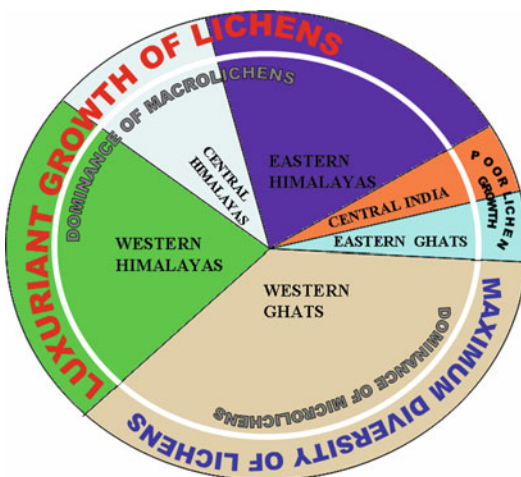 LUXURIANT GROWTH OF LICHENS
DOMINANCE OF MACROLICHENS
CENTRAL
HIMALAYAS
EASTERN
HIMALAYAS
POOR LICHEN
GROWTH
CENTRAL INDIA
EASTERN GHATS
WESTERN
HIMALAYAS
WESTERN
GHATS
DOMINANCE OF MICROLICHENS
MAXIMUM DIVERSITY OF LICHENS